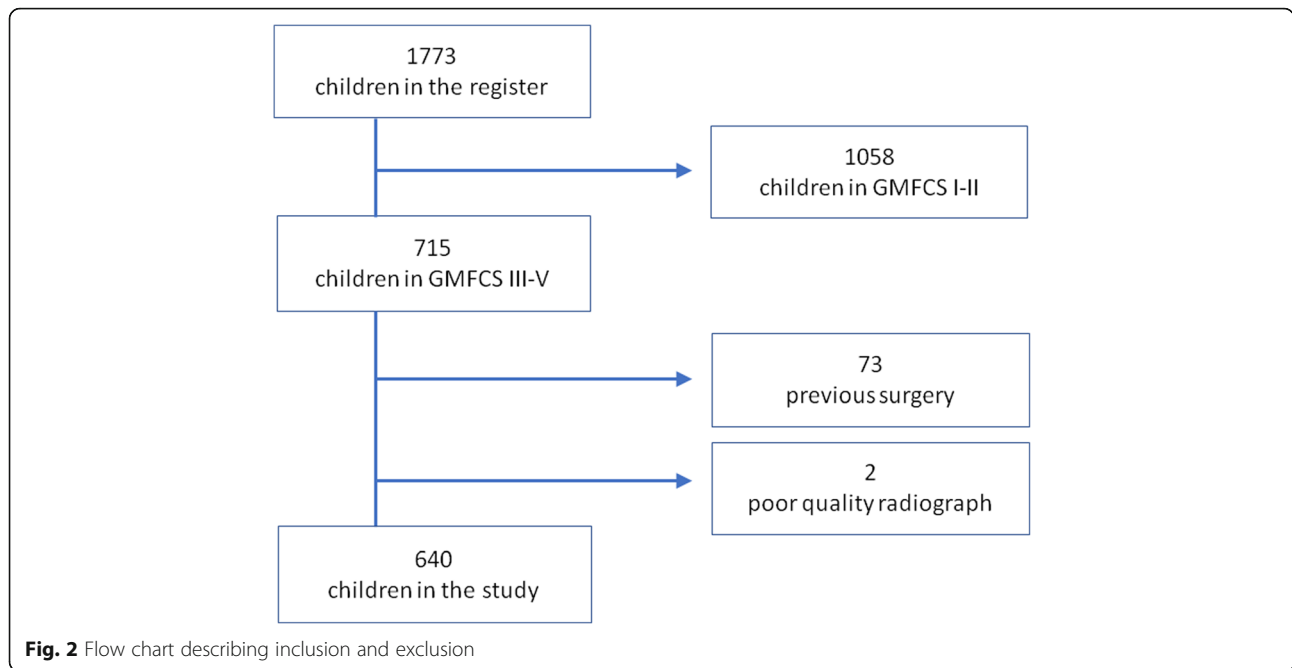 1773
children in the register
1058
children in GMFCS I-II
715
children in GMFCS III-V
73
previous surgery
2
poor quality radiograph
640
children in the study
Fig. 2 Flow chart describing inclusion and exclusion